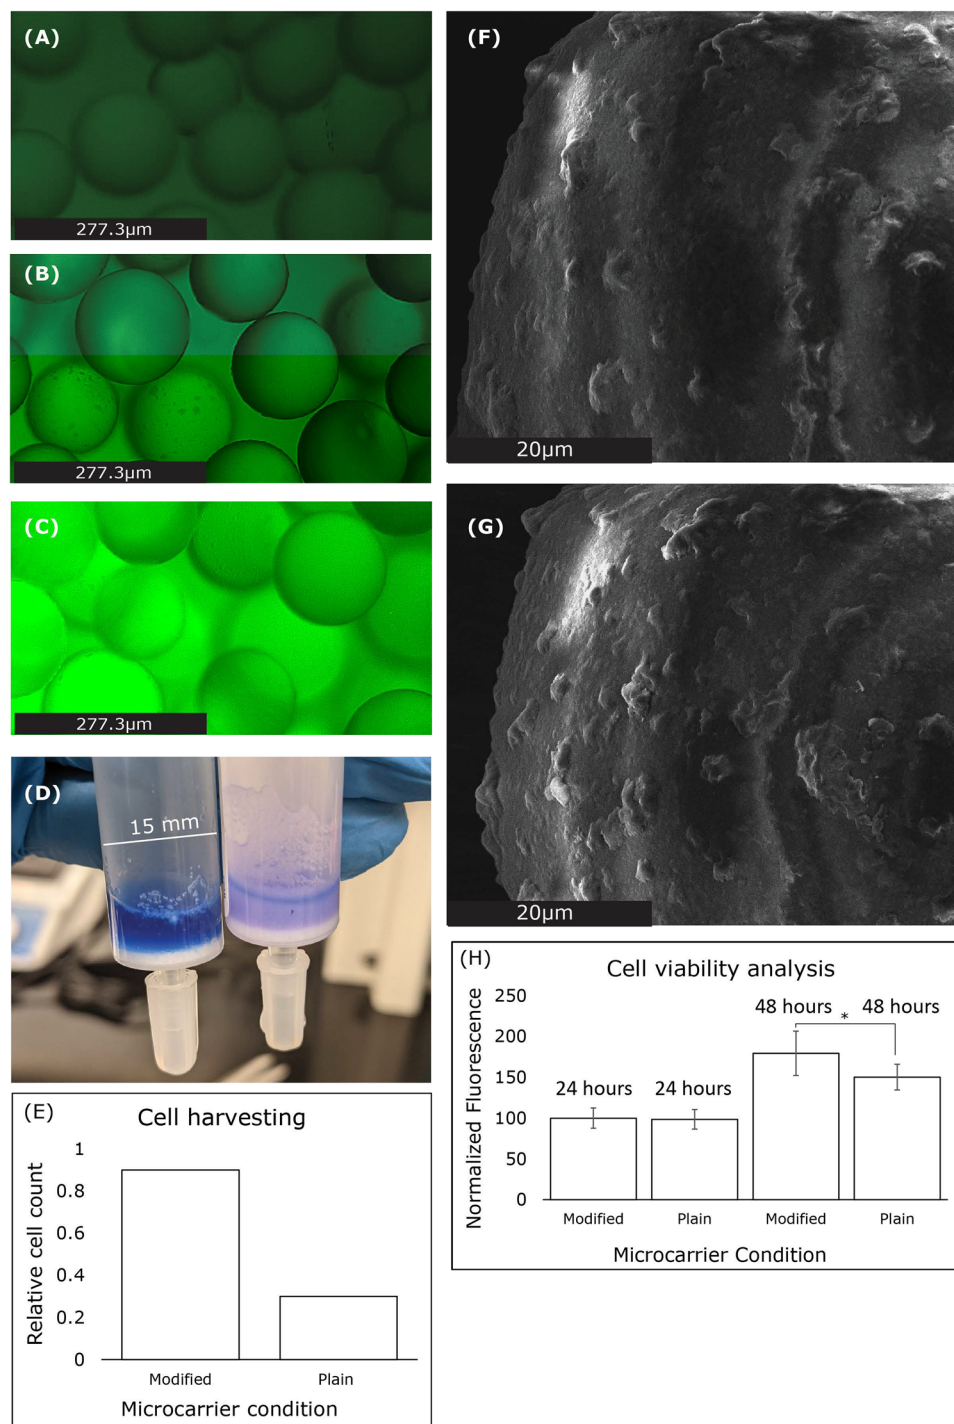 (A)
277.3µm
(B)
277.3µm
(C)
277.3µm
(D)
15 mm
(E)
Cell harvesting
Relative cell count
1
0.8
0.6
0.4
0.2
0
Modified Plain
Microcarrier condition
(F)
20µm
(G)
20µm
(H)
Cell viability analysis
Normalized Fluorescence
250
200
150
100
50
0
24 hours 24 hours 48 hours * 48 hours
Modified Plain Modified Plain
Microcarrier Condition